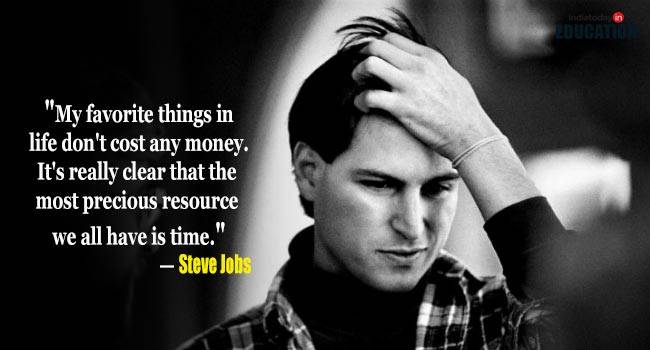 indiatoday in
EDUCATION
"My favorite things in
life don't cost any money.
It's really clear that the
most precious resource
we all have is time."
– Steve Jobs